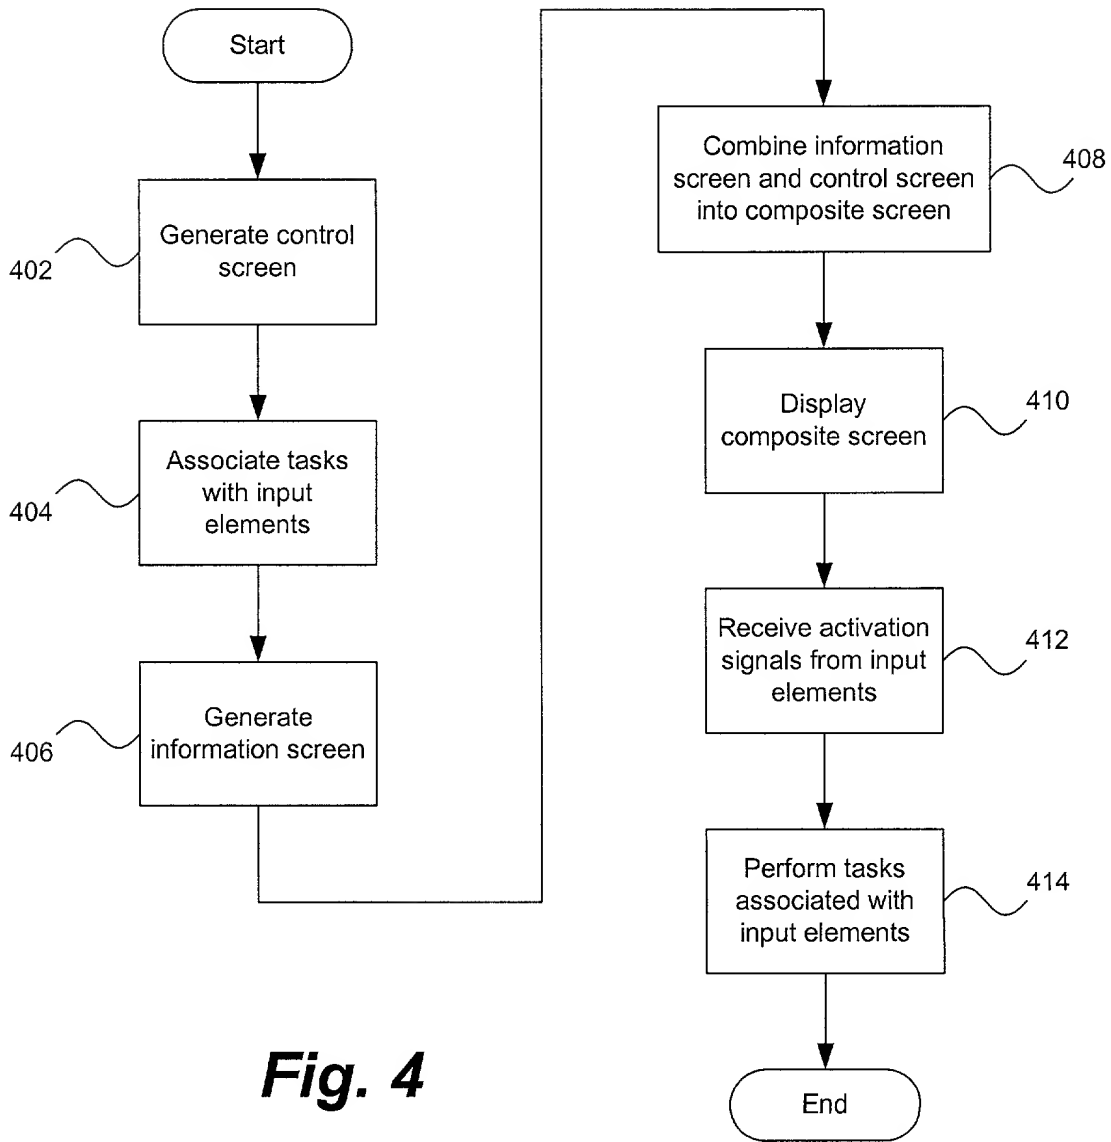 Start
Generate control
screen
402
Associate tasks
with input
elements
404
Generate
information screen
406
Combine information
screen and control screen
into composite screen
408
Display
composite screen
410
Receive activation
signals from input
elements
412
Perform tasks
associated with
input elements
414
End
Fig. 4